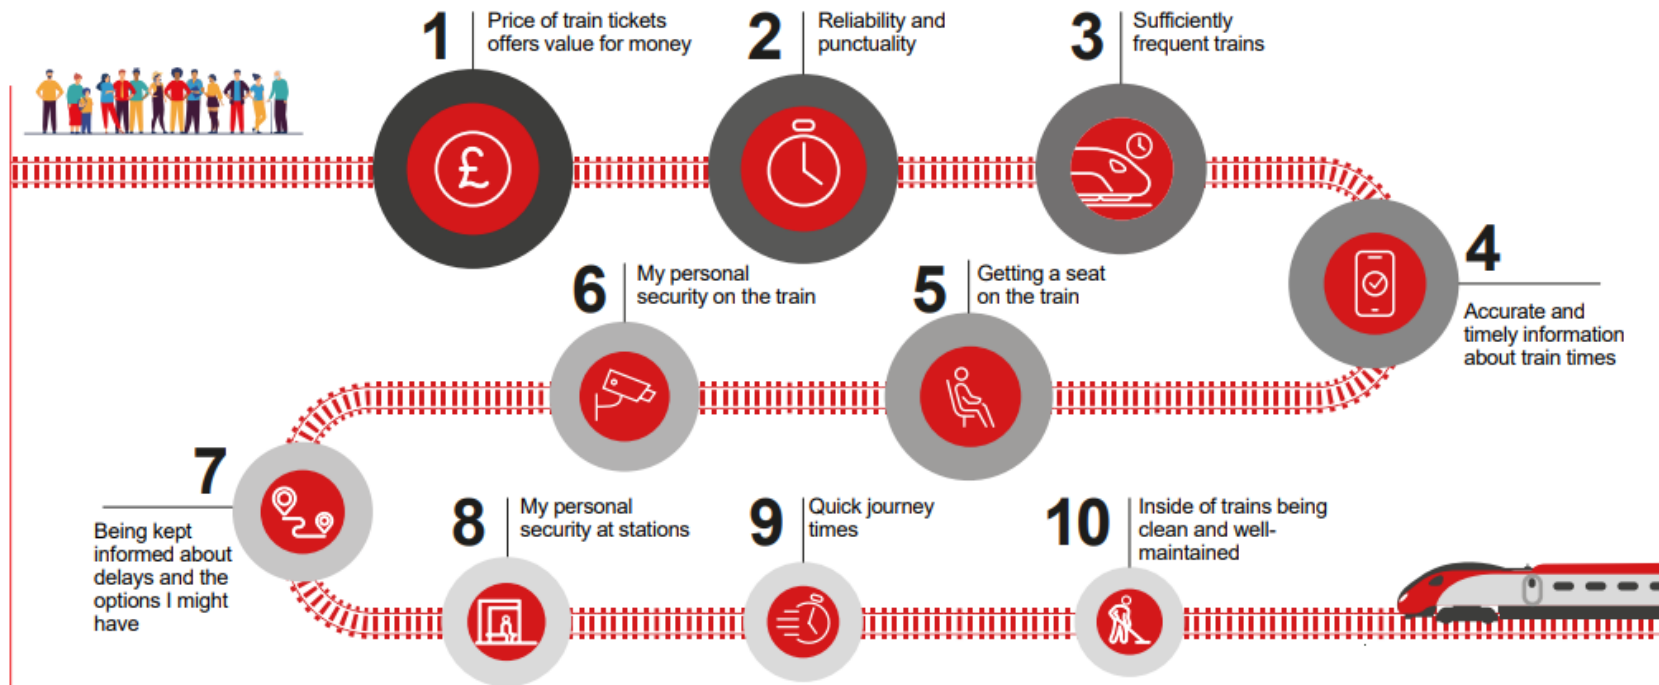 1
Price of train tickets
offers value for money
2
Reliability and
punctuality
3
Sufficiently
frequent trains
£
4
Accurate and
timely information
about train times
5
Getting a seat
on the train
6
My personal
security on the train
7
Being kept
informed about
delays and the
options I might
have
8
My personal
security at stations
9
Quick journey
times
10
Inside of trains being
clean and well-
maintained